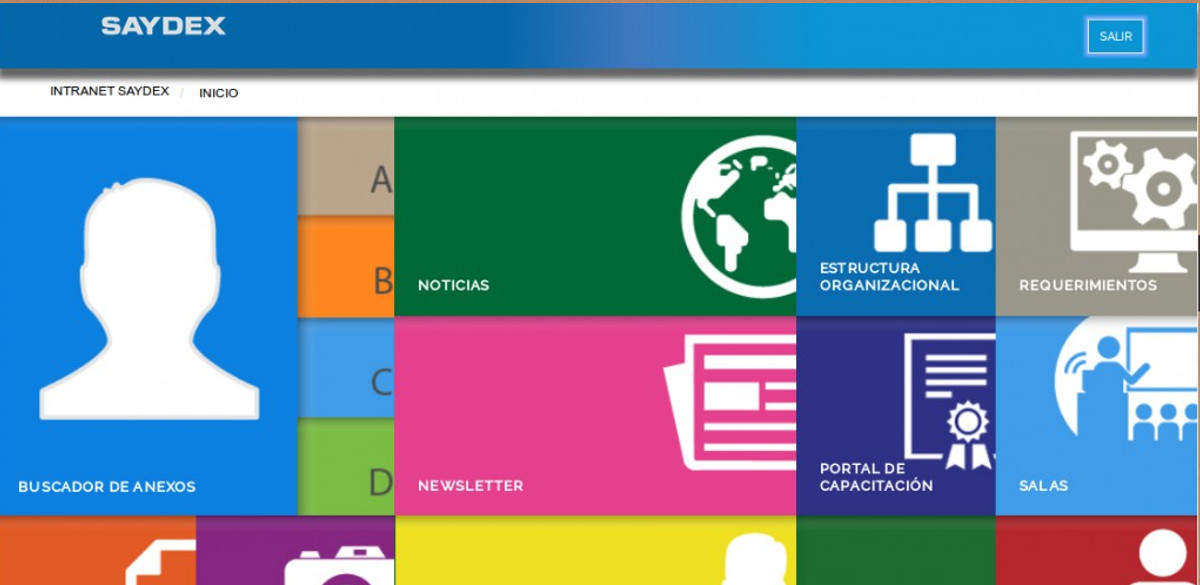 SAYDEX
SALIR
INTRANET SAYDEX / INICIO
A
B
C
D
BUSCADOR DE ANEXOS
NOTICIAS
NEWSLETTER
ESTRUCTURA
ORGANIZACIONAL
REQUERIMIENTOS
PORTAL DE
CAPACITACIÓN
SALAS